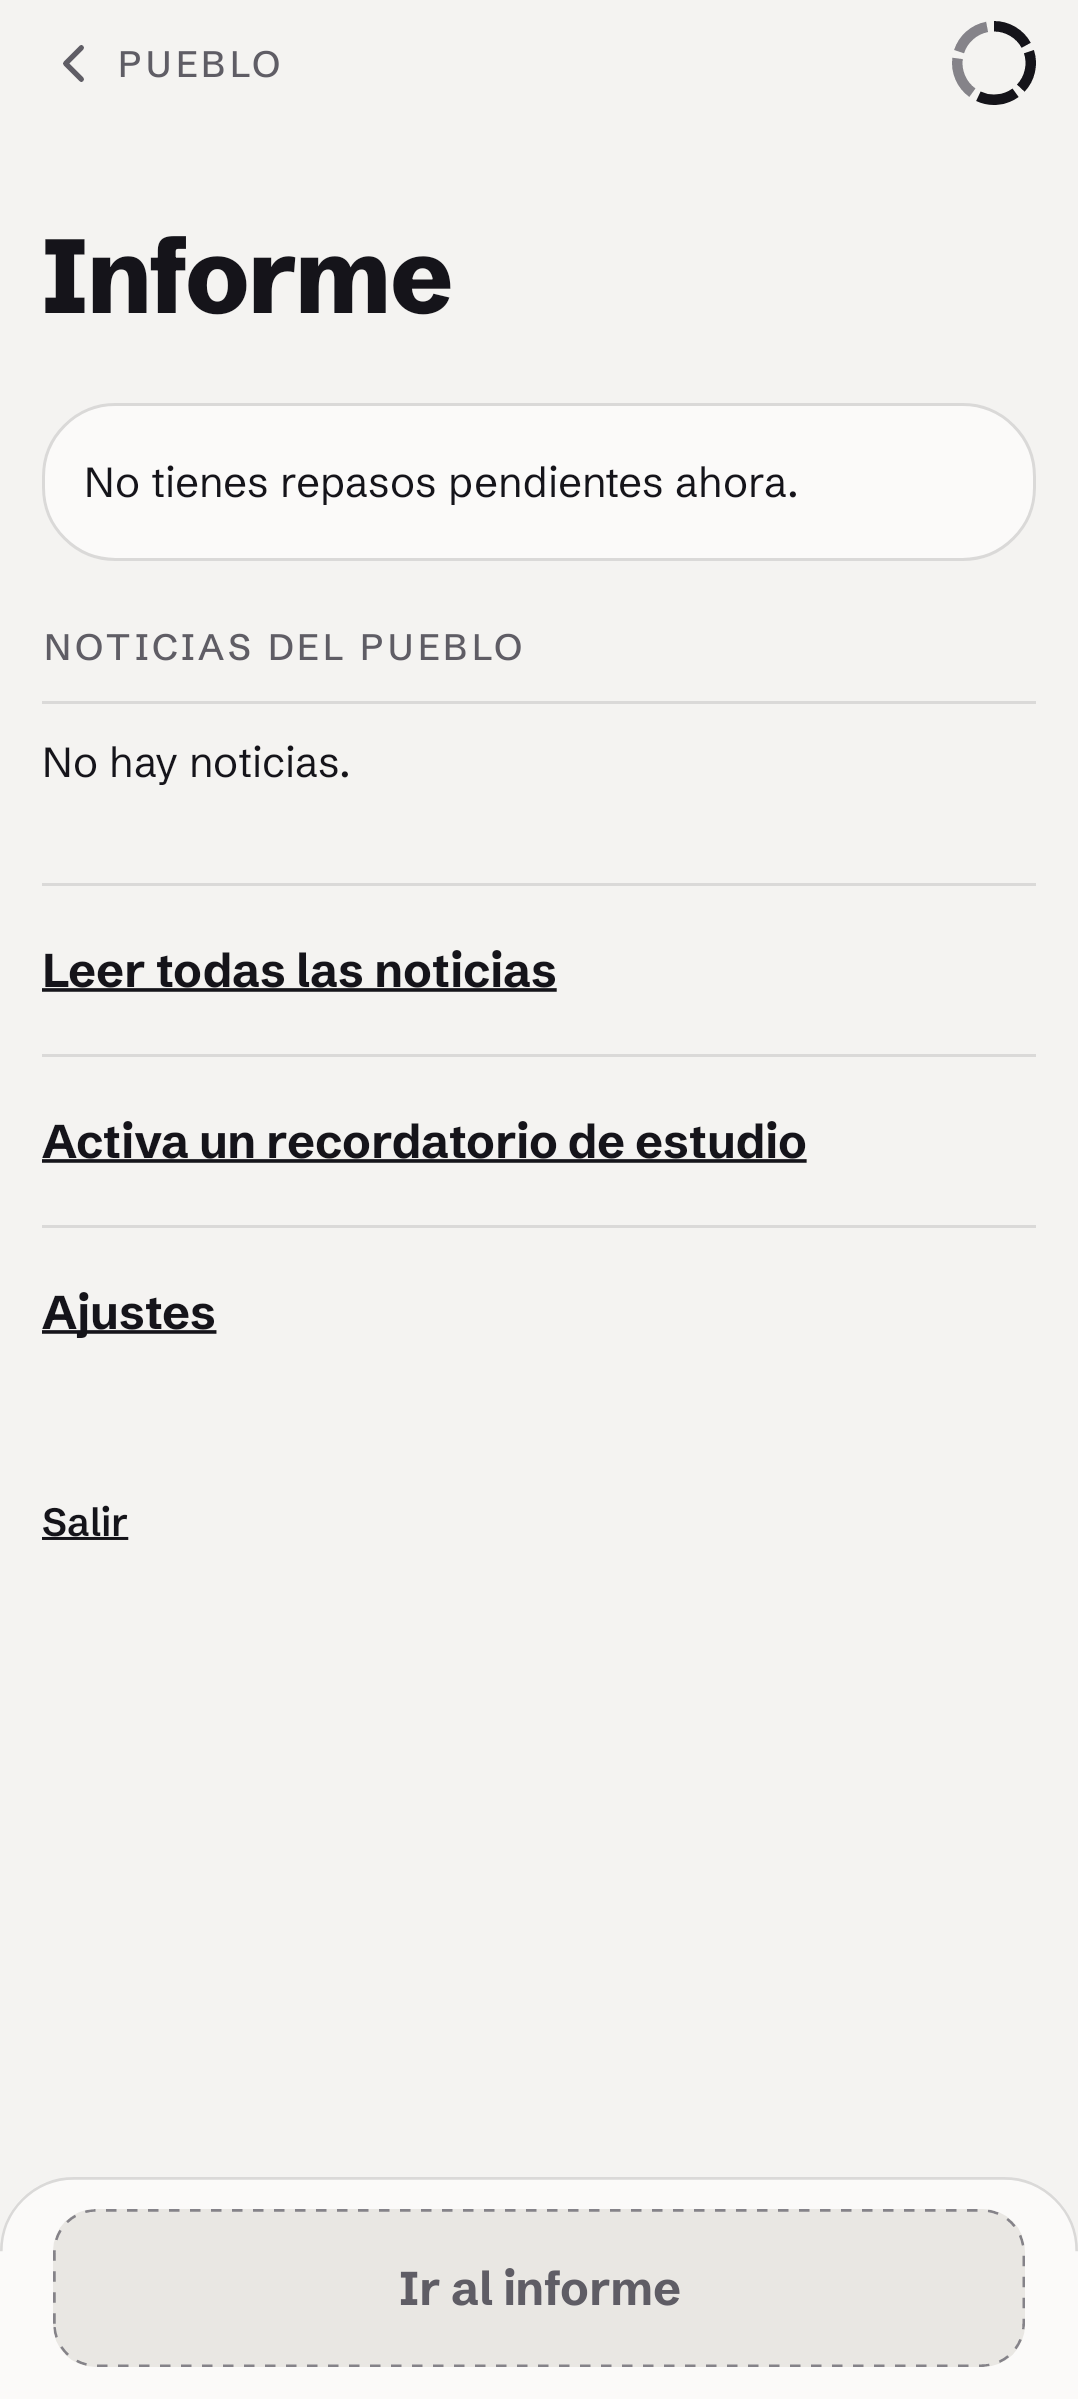 PUEBLO
Informe
No tienes repasos pendientes ahora.
NOTICIAS DEL PUEBLO
No hay noticias.
Leer todas las noticias
Activa un recordatorio de estudio
Ajustes
Salir
Ir al informe